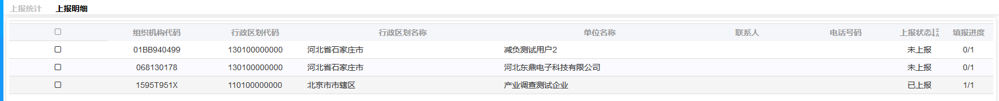 上报统计 上报明细
组织机构代码 行政区划代码 行政区划名称 单位名称 联系人 电话号码 上报状态 填报进度
01BB940499 130100000000 河北省石家庄市 减负测试用户2 未上报 0/1
068130178 130100000000 河北省石家庄市 河北东鼎电子科技有限公司 未上报 0/1
1595T951X 110100000000 北京市市辖区 产业调查测试企业 已上报 1/1